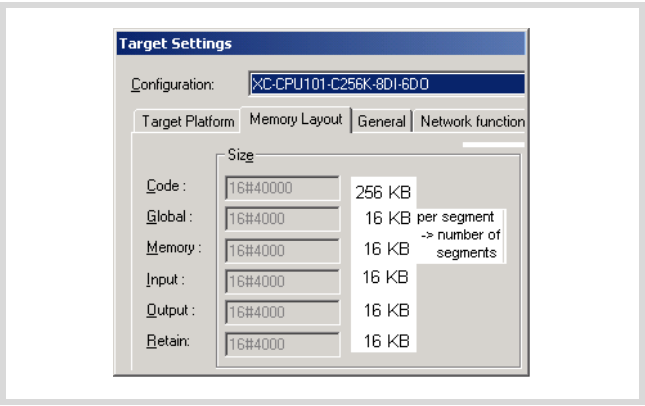 Target Settings
Configuration: XC-CPU101-C256K-8DI-6DO
Target Platform Memory Layout General Network function
Size
Code : 16#40000 256 KB
Global : 16#4000 16 KB per segment
-> number of
Memory : 16#4000 16 KB segments
Input : 16#4000 16 KB
Output : 16#4000 16 KB
Retain: 16#4000 16 KB